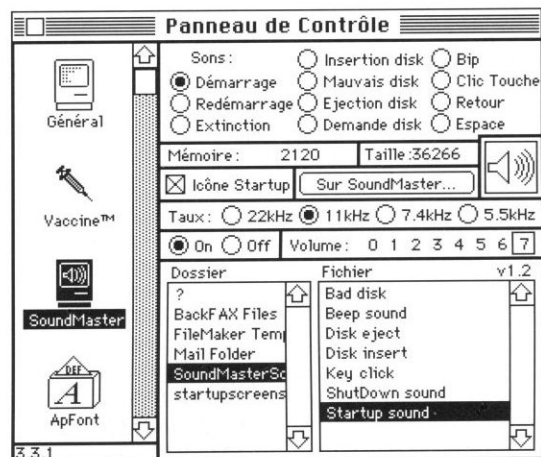 Panneau de Contrôle
Général
Vaccine™
SoundMaster
DEF
A
ApFont
3.3.1
Sons:
Démarrage
Redémarrage
Extinction
Insertion disk
Mauvais disk
Ejection disk
Demande disk
Bip
Clic Touche
Retour
Espace
Mémoire: 2120
Taille:36266
Icône Startup
Sur SoundMaster...
Taux: 22kHz 11kHz 7.4kHz 5.5kHz
On Off
Volume: 0 1 2 3 4 5 6 7
Dossier
?
BackFAX Files
FileMaker Temp
Mail Folder
SoundMasterSo
startupscreens
Fichier v1.2
Bad disk
Beep sound
Disk eject
Disk insert
Key click
ShutDown sound
Startup sound